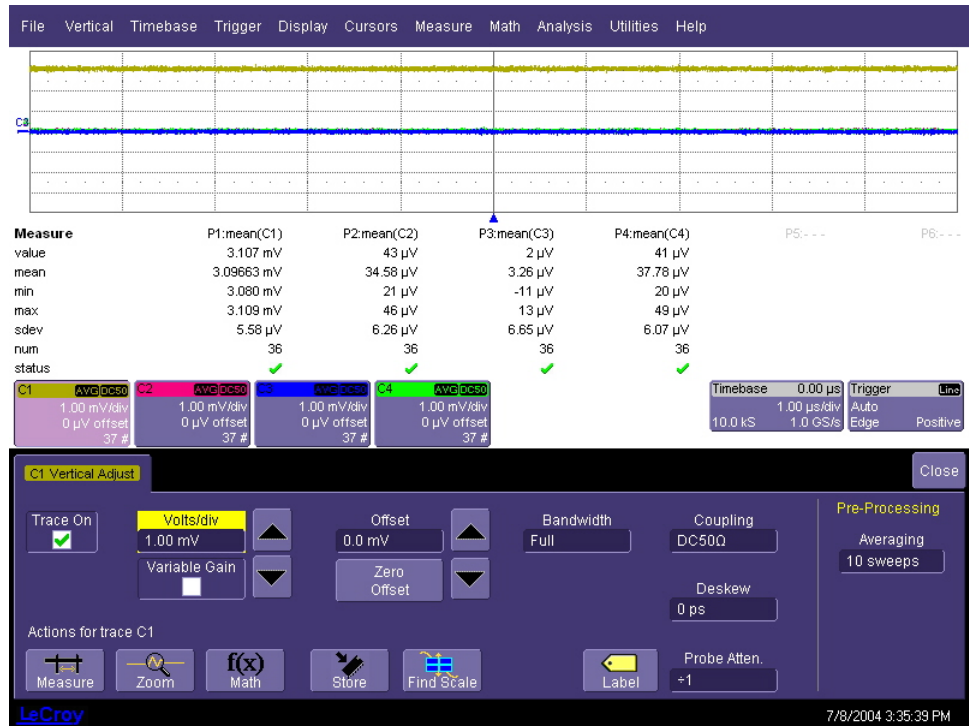 File Vertical Timebase Trigger Display Cursors Measure Math Analysis Utilities Help
C3
Measure P1:mean(C1) P2:mean(C2) P3:mean(C3) P4:mean(C4) P5:- - - P6:- - -
value 3.107 mV 43 µV 2 µV 41 µV
mean 3.09663 mV 34.58 µV 3.26 µV 37.78 µV
min 3.080 mV 21 µV -11 µV 20 µV
max 3.109 mV 46 µV 13 µV 49 µV
sdev 5.58 µV 6.26 µV 6.65 µV 6.07 µV
num 36 36 36 36
status
C1 AVG DC50 C2 AVG DC50 C3 AVG DC50 C4 AVG DC50 Timebase 0.00 µs Trigger Line
1.00 mV/div 1.00 mV/div 1.00 mV/div 1.00 mV/div 1.00 µs/div Auto
0 µV offset 0 µV offset 0 µV offset 0 µV offset 10.0 kS 1.0 GS/s Edge Positive
37 # 37 # 37 # 37 #
C1 Vertical Adjust Close
Trace On Volts/div Offset Bandwidth Coupling Pre-Processing
1.00 mV 0.0 mV Full DC50Ω Averaging
Variable Gain Zero Offset 10 sweeps
Deskew
0 ps
Actions for trace C1
Measure Zoom f(x) Math Store Find Scale Label Probe Atten.
÷1
LeCroy 7/8/2004 3:35:39 PM